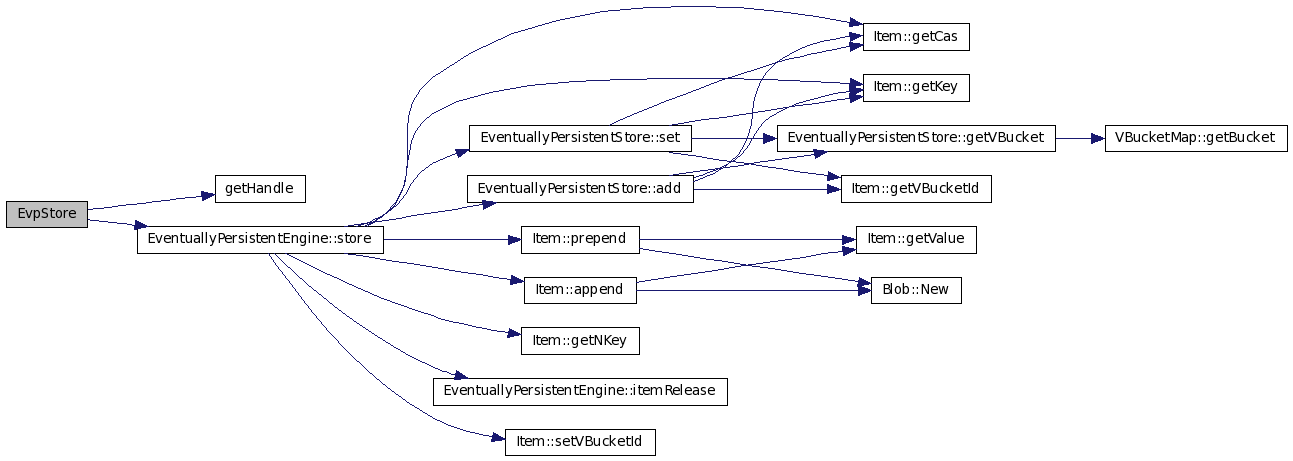 EvpStore
getHandle
EventuallyPersistentEngine::store
EventuallyPersistentStore::set
EventuallyPersistentStore::add
Item::prepend
Item::append
Item::getNKey
EventuallyPersistentEngine::itemRelease
Item::setVBucketId
Item::getCas
Item::getKey
EventuallyPersistentStore::getVBucket
Item::getVBucketId
Item::getValue
Blob::New
VBucketMap::getBucket